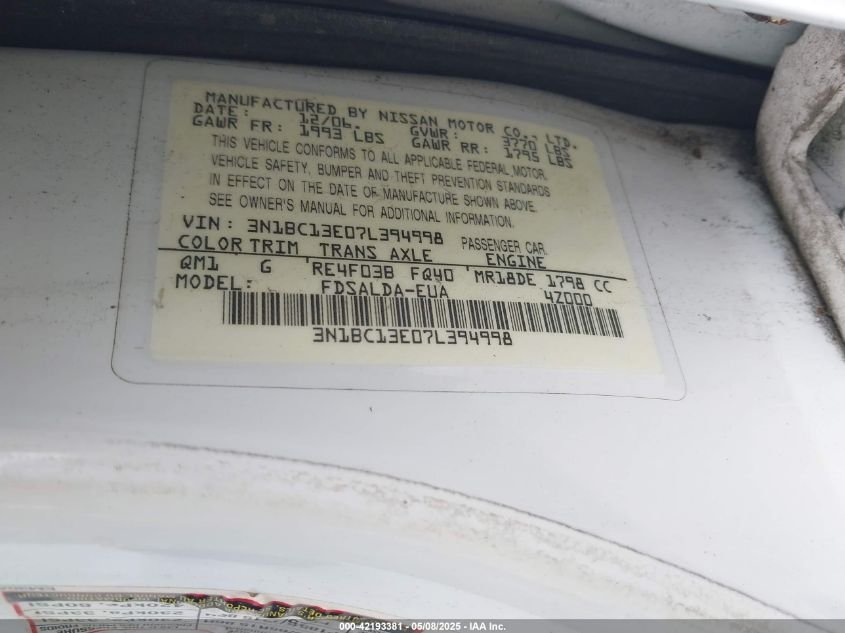 MANUFACTURED BY NISSAN MOTOR CO., LTD.
DATE: 12/06. GVWR: 3770 LBS
GAWR FR: 1993 LBS GAWR RR: 1795 LBS
THIS VEHICLE CONFORMS TO ALL APPLICABLE FEDERAL MOTOR
VEHICLE SAFETY, BUMPER AND THEFT PREVENTION STANDARDS
IN EFFECT ON THE DATE OF MANUFACTURE SHOWN ABOVE.
SEE OWNER'S MANUAL FOR ADDITIONAL INFORMATION.
VIN: 3N1BC13E07L394998 PASSENGER CAR
COLOR TRIM TRANS AXLE ENGINE
QM1 G RE4F03B FQ40 MR18DE 1798 CC
MODEL: FDSALDA-EUA 4Z000
3N1BC13E07L394998
000-42193381 - 05/08/2025 - IAA Inc.